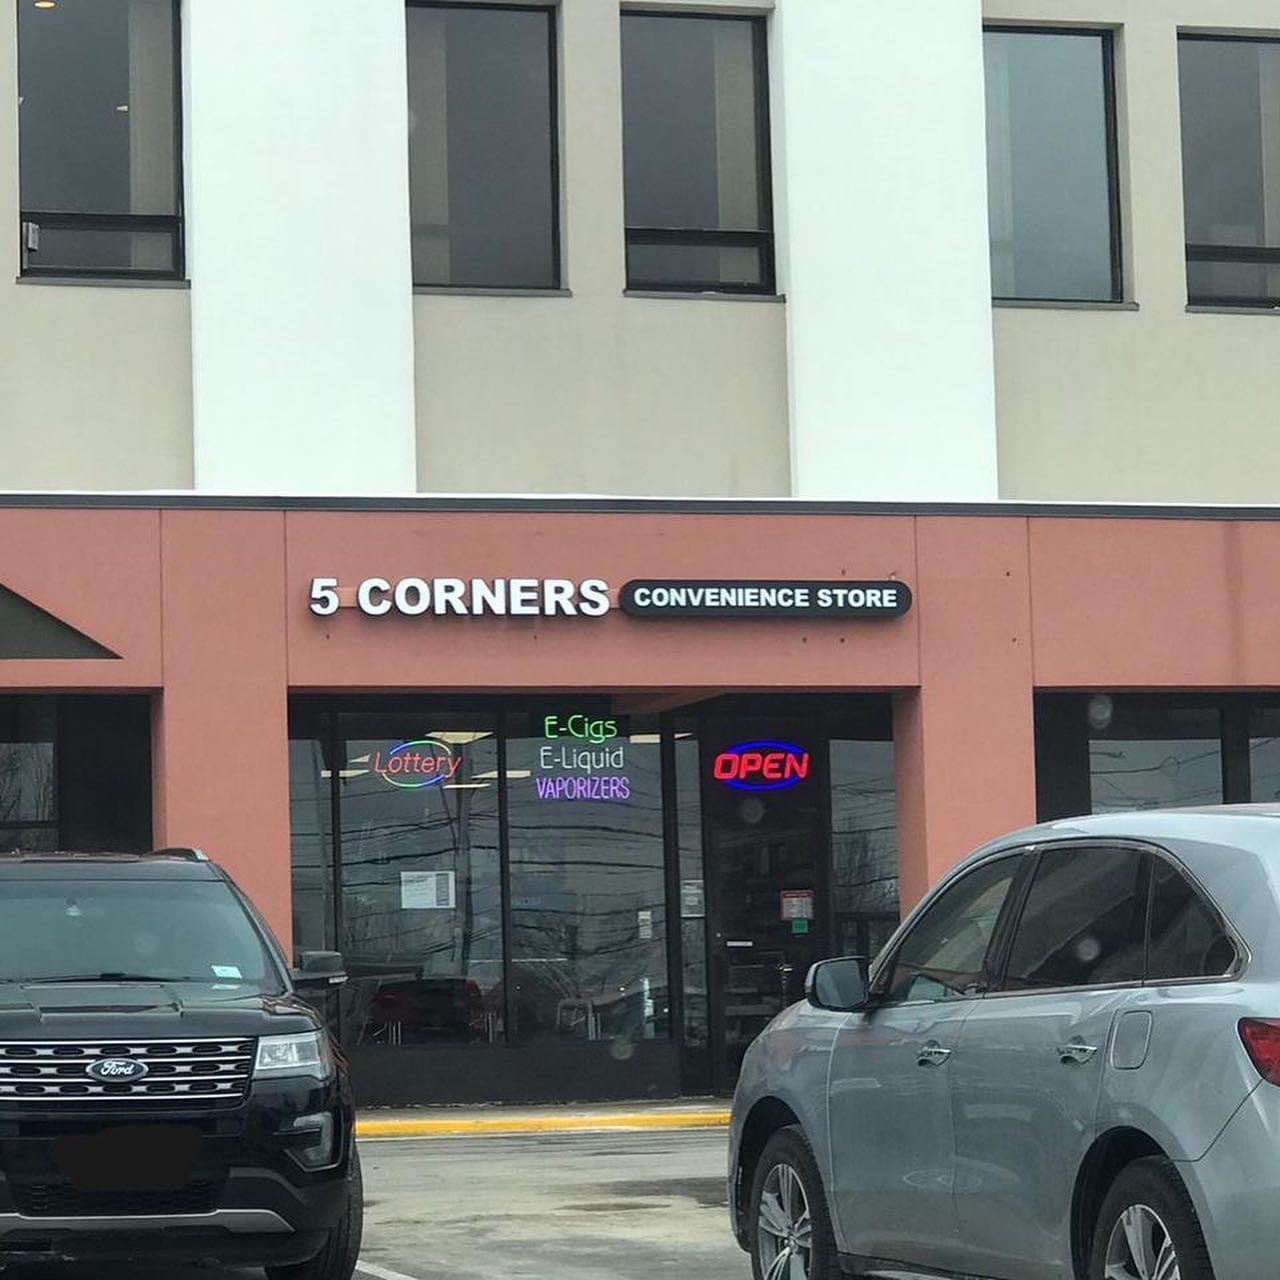 5 CORNERS CONVENIENCE STORE
Lottery
E-Cigs
E-Liquid
VAPORIZERS
OPEN
Ford